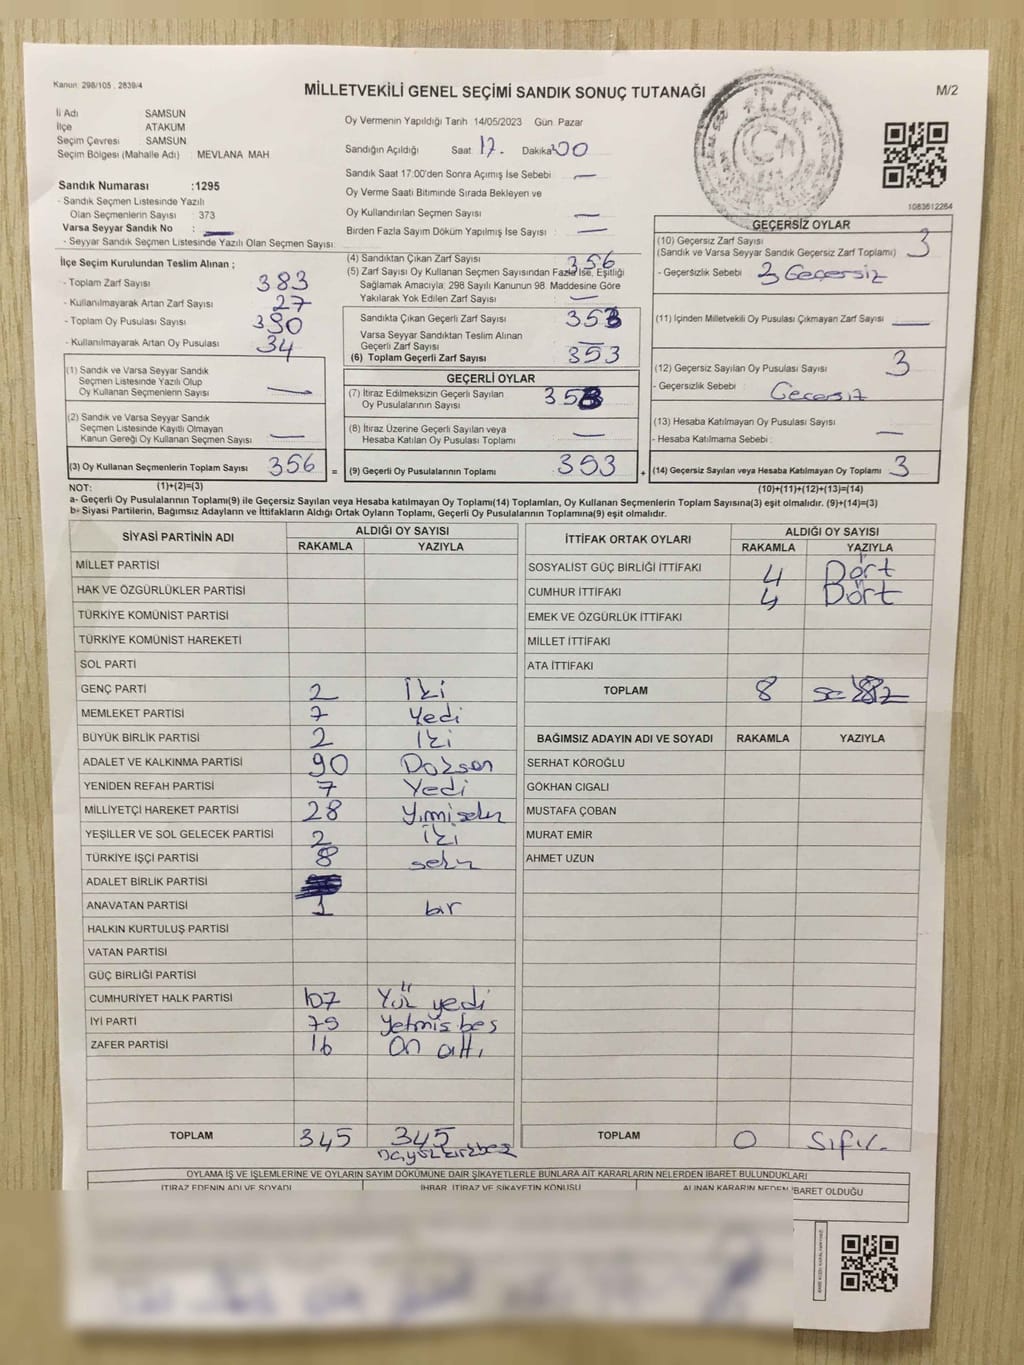 Kanun: 298/105 , 2839/4
MİLLETVEKİLİ GENEL SEÇİMİ SANDIK SONUÇ TUTANAĞI
M/2
İl Adı SAMSUN
İlçe ATAKUM
Seçim Çevresi SAMSUN
Seçim Bölgesi (Mahalle Adı) : MEVLANA MAH
Sandık Numarası :1295
- Sandık Seçmen Listesinde Yazılı
Olan Seçmenlerin Sayısı : 373
Varsa Seyyar Sandık No : —
- Seyyar Sandık Seçmen Listesinde Yazılı Olan Seçmen Sayısı
Oy Vermenin Yapıldığı Tarih 14/05/2023 Gün Pazar
Sandığın Açıldığı Saat 17. Dakika 00
Sandık Saat 17:00'den Sonra Açımış İse Sebebi —
Oy Verme Saati Bitiminde Sırada Bekleyen ve
Oy Kullandırılan Seçmen Sayısı —
Birden Fazla Sayım Döküm Yapılmış İse Sayısı : —
1083612264
İlçe Seçim Kurulundan Teslim Alınan ;
- Toplam Zarf Sayısı 383
- Kullanılmayarak Artan Zarf Sayısı 27
- Toplam Oy Pusulası Sayısı 390
- Kullanılmayarak Artan Oy Pusulası 34
(4) Sandıktan Çıkan Zarf Sayısı 356
(5) Zarf Sayısı Oy Kullanan Seçmen Sayısından Fazla İse, Eşitliği
Sağlamak Amacıyla; 298 Sayılı Kanunun 98. Maddesine Göre
Yakılarak Yok Edilen Zarf Sayısı : —
Sandıkta Çıkan Geçerli Zarf Sayısı 353
Varsa Seyyar Sandıktan Teslim Alınan
Geçerli Zarf Sayısı : —
(6) Toplam Geçerli Zarf Sayısı 353
GEÇERSİZ OYLAR
(10) Geçersiz Zarf Sayısı 3
(Sandık ve Varsa Seyyar Sandık Geçersiz Zarf Toplamı)
- Geçersizlik Sebebi : 3 Geçersiz
(11) İçinden Milletvekili Oy Pusulası Çıkmayan Zarf Sayısı —
(12) Geçersiz Sayılan Oy Pusulası Sayısı 3
- Geçersizlik Sebebi : Geçersiz
(13) Hesaba Katılmayan Oy Pusulası Sayısı —
- Hesaba Katılmama Sebebi :
(14) Geçersiz Sayılan veya Hesaba Katılmayan Oy Toplamı 3
(10)+(11)+(12)+(13)=(14)
(1) Sandık ve Varsa Seyyar Sandık
Seçmen Listesinde Yazılı Olup
Oy Kullanan Seçmenlerin Sayısı : —
(2) Sandık ve Varsa Seyyar Sandık
Seçmen Listesinde Kayıtlı Olmayan
Kanun Gereği Oy Kullanan Seçmen Sayısı : —
(3) Oy Kullanan Seçmenlerin Toplam Sayısı 356 =
(1)+(2)=(3)
GEÇERLİ OYLAR
(7) İtiraz Edilmeksizin Geçerli Sayılan
Oy Pusulalarının Sayısı 353
(8) İtiraz Üzerine Geçerli Sayılan veya
Hesaba Katılan Oy Pusulası Toplamı : —
(9) Geçerli Oy Pusulalarının Toplamı 353 +
NOT:
a- Geçerli Oy Pusulalarının Toplamı(9) ile Geçersiz Sayılan veya Hesaba katılmayan Oy Toplamı(14) Toplamları, Oy Kullanan Seçmenlerin Toplam Sayısına(3) eşit olmalıdır. (9)+(14)=(3)
b- Siyasi Partilerin, Bağımsız Adayların ve İttifakların Aldığı Ortak Oyların Toplamı, Geçerli Oy Pusulalarının Toplamına(9) eşit olmalıdır.
SİYASİ PARTİNİN ADI ALDIĞI OY SAYISI
RAKAMLA YAZIYLA
MİLLET PARTİSİ
HAK VE ÖZGÜRLÜKLER PARTİSİ
TÜRKİYE KOMÜNİST PARTİSİ
TÜRKİYE KOMÜNİST HAREKETİ
SOL PARTİ
GENÇ PARTİ 2 İki
MEMLEKET PARTİSİ 7 Yedi
BÜYÜK BİRLİK PARTİSİ 2 İki
ADALET VE KALKINMA PARTİSİ 90 Doksan
YENİDEN REFAH PARTİSİ 7 Yedi
MİLLİYETÇİ HAREKET PARTİSİ 28 Yirmisekiz
YEŞİLLER VE SOL GELECEK PARTİSİ 2 İki
TÜRKİYE İŞÇİ PARTİSİ 8 sekiz
ADALET BİRLİK PARTİSİ
ANAVATAN PARTİSİ 1 bir
HALKIN KURTULUŞ PARTİSİ
VATAN PARTİSİ
GÜÇ BİRLİĞİ PARTİSİ
CUMHURİYET HALK PARTİSİ 107 Yüz yedi
İYİ PARTİ 75 Yetmiş beş
ZAFER PARTİSİ 16 On altı
TOPLAM 345 345
İTTİFAK ORTAK OYLARI ALDIĞI OY SAYISI
RAKAMLA YAZIYLA
SOSYALİST GÜÇ BİRLİĞİ İTTİFAKI 4 Dört
CUMHUR İTTİFAKI 4 Dört
EMEK VE ÖZGÜRLÜK İTTİFAKI
MİLLET İTTİFAKI
ATA İTTİFAKI
TOPLAM 8
BAĞIMSIZ ADAYIN ADI VE SOYADI RAKAMLA YAZIYLA
SERHAT KÖROĞLU
GÖKHAN CIGALI
MUSTAFA ÇOBAN
MURAT EMİR
AHMET UZUN
TOPLAM 0 Sıfır
OYLAMA İŞ VE İŞLEMLERİNE VE OYLARIN SAYIM DÖKÜMÜNE DAİR ŞİKAYETLERLE BUNLARA AİT KARARLARIN NELERDEN İBARET BULUNDUKLARI
İTİRAZ EDENİN ADI VE SOYADI İHBAR, İTİRAZ VE ŞİKAYETİN KONUSU ALINAN KARARIN NEDEN İBARET OLDUĞU